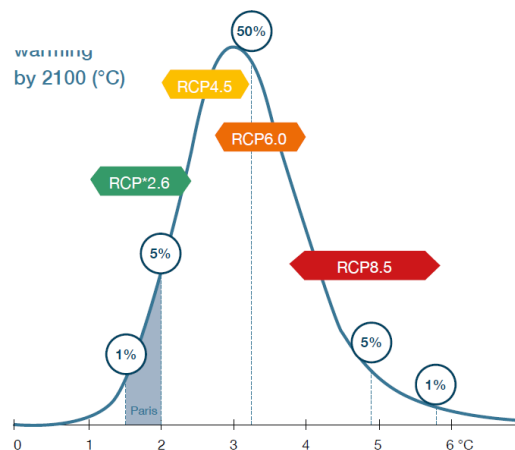 warming
by 2100 (°C)
50%
RCP4.5
RCP6.0
RCP*2.6
5%
RCP8.5
1%
5%
1%
Paris
0 1 2 3 4 5 6 °C